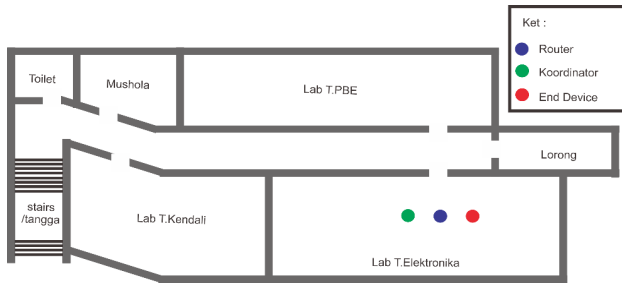 Ket :
Router
Koordinator
End Device
Toilet
Mushola
Lab T.PBE
Lorong
stairs
/tangga
Lab T.Kendali
Lab T.Elektronika